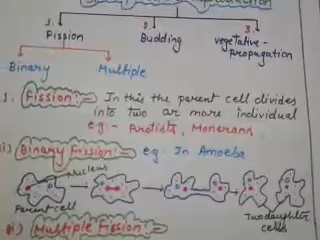 1. 2. 3.
Fission Budding vegetative-
propagation
Binary Multiple
1. Fission:- In this the parent cell divides
into two or more individual
e.g:- Protists, Monerans
i) Binary Fission:- e.g. In Amoeba
Nucleus
Parent cell Two daughter
cells
ii) Multiple Fission:-